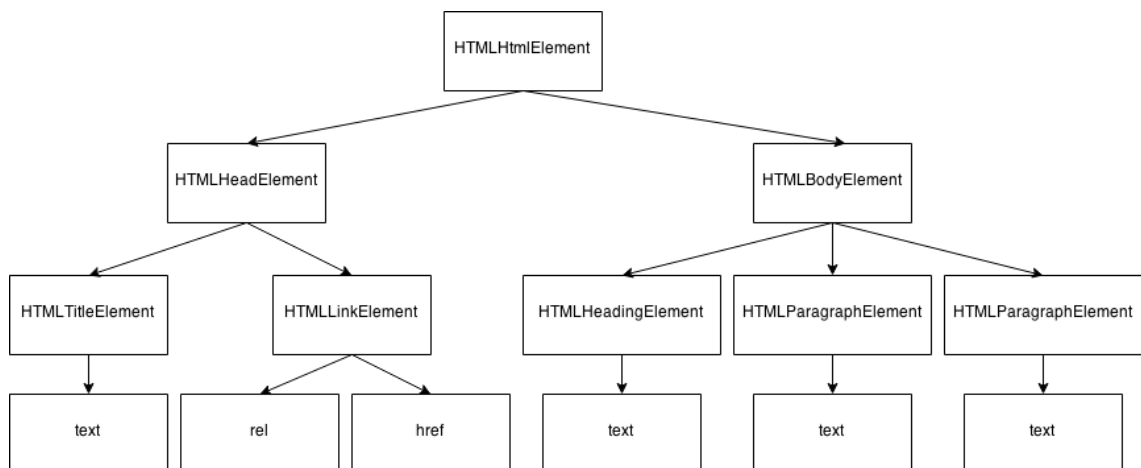 HTMLHtmlElement
HTMLHeadElement
HTMLBodyElement
HTMLTitleElement
HTMLLinkElement
HTMLHeadingElement
HTMLParagraphElement
HTMLParagraphElement
text
rel
href
text
text
text